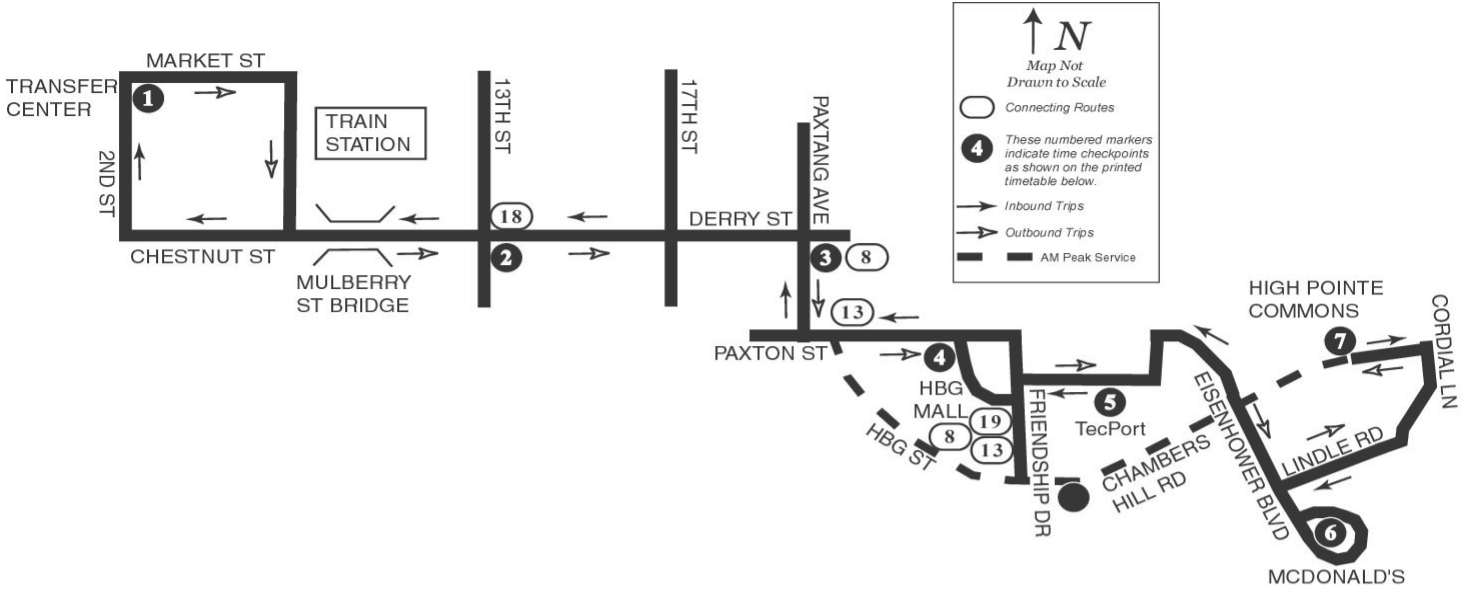 MARKET ST
TRANSFER
CENTER
1
2ND ST
CHESTNUT ST
TRAIN
STATION
MULBERRY
ST BRIDGE
13TH ST
18
2
17TH ST
DERRY ST
PAXTANG AVE
3
8
13
PAXTON ST
4
HBG
MALL
19
8
13
HBG ST
FRIENDSHIP DR
5
TecPort
CHAMBERS
HILL RD
EISENHOWER BLVD
LINDLE RD
6
MCDONALD'S
HIGH POINTE
COMMONS
7
CORDIAL LN
N
Map Not
Drawn to Scale
Connecting Routes
4
These numbered markers
indicate time checkpoints
as shown on the printed
timetable below.
Inbound Trips
Outbound Trips
AM Peak Service